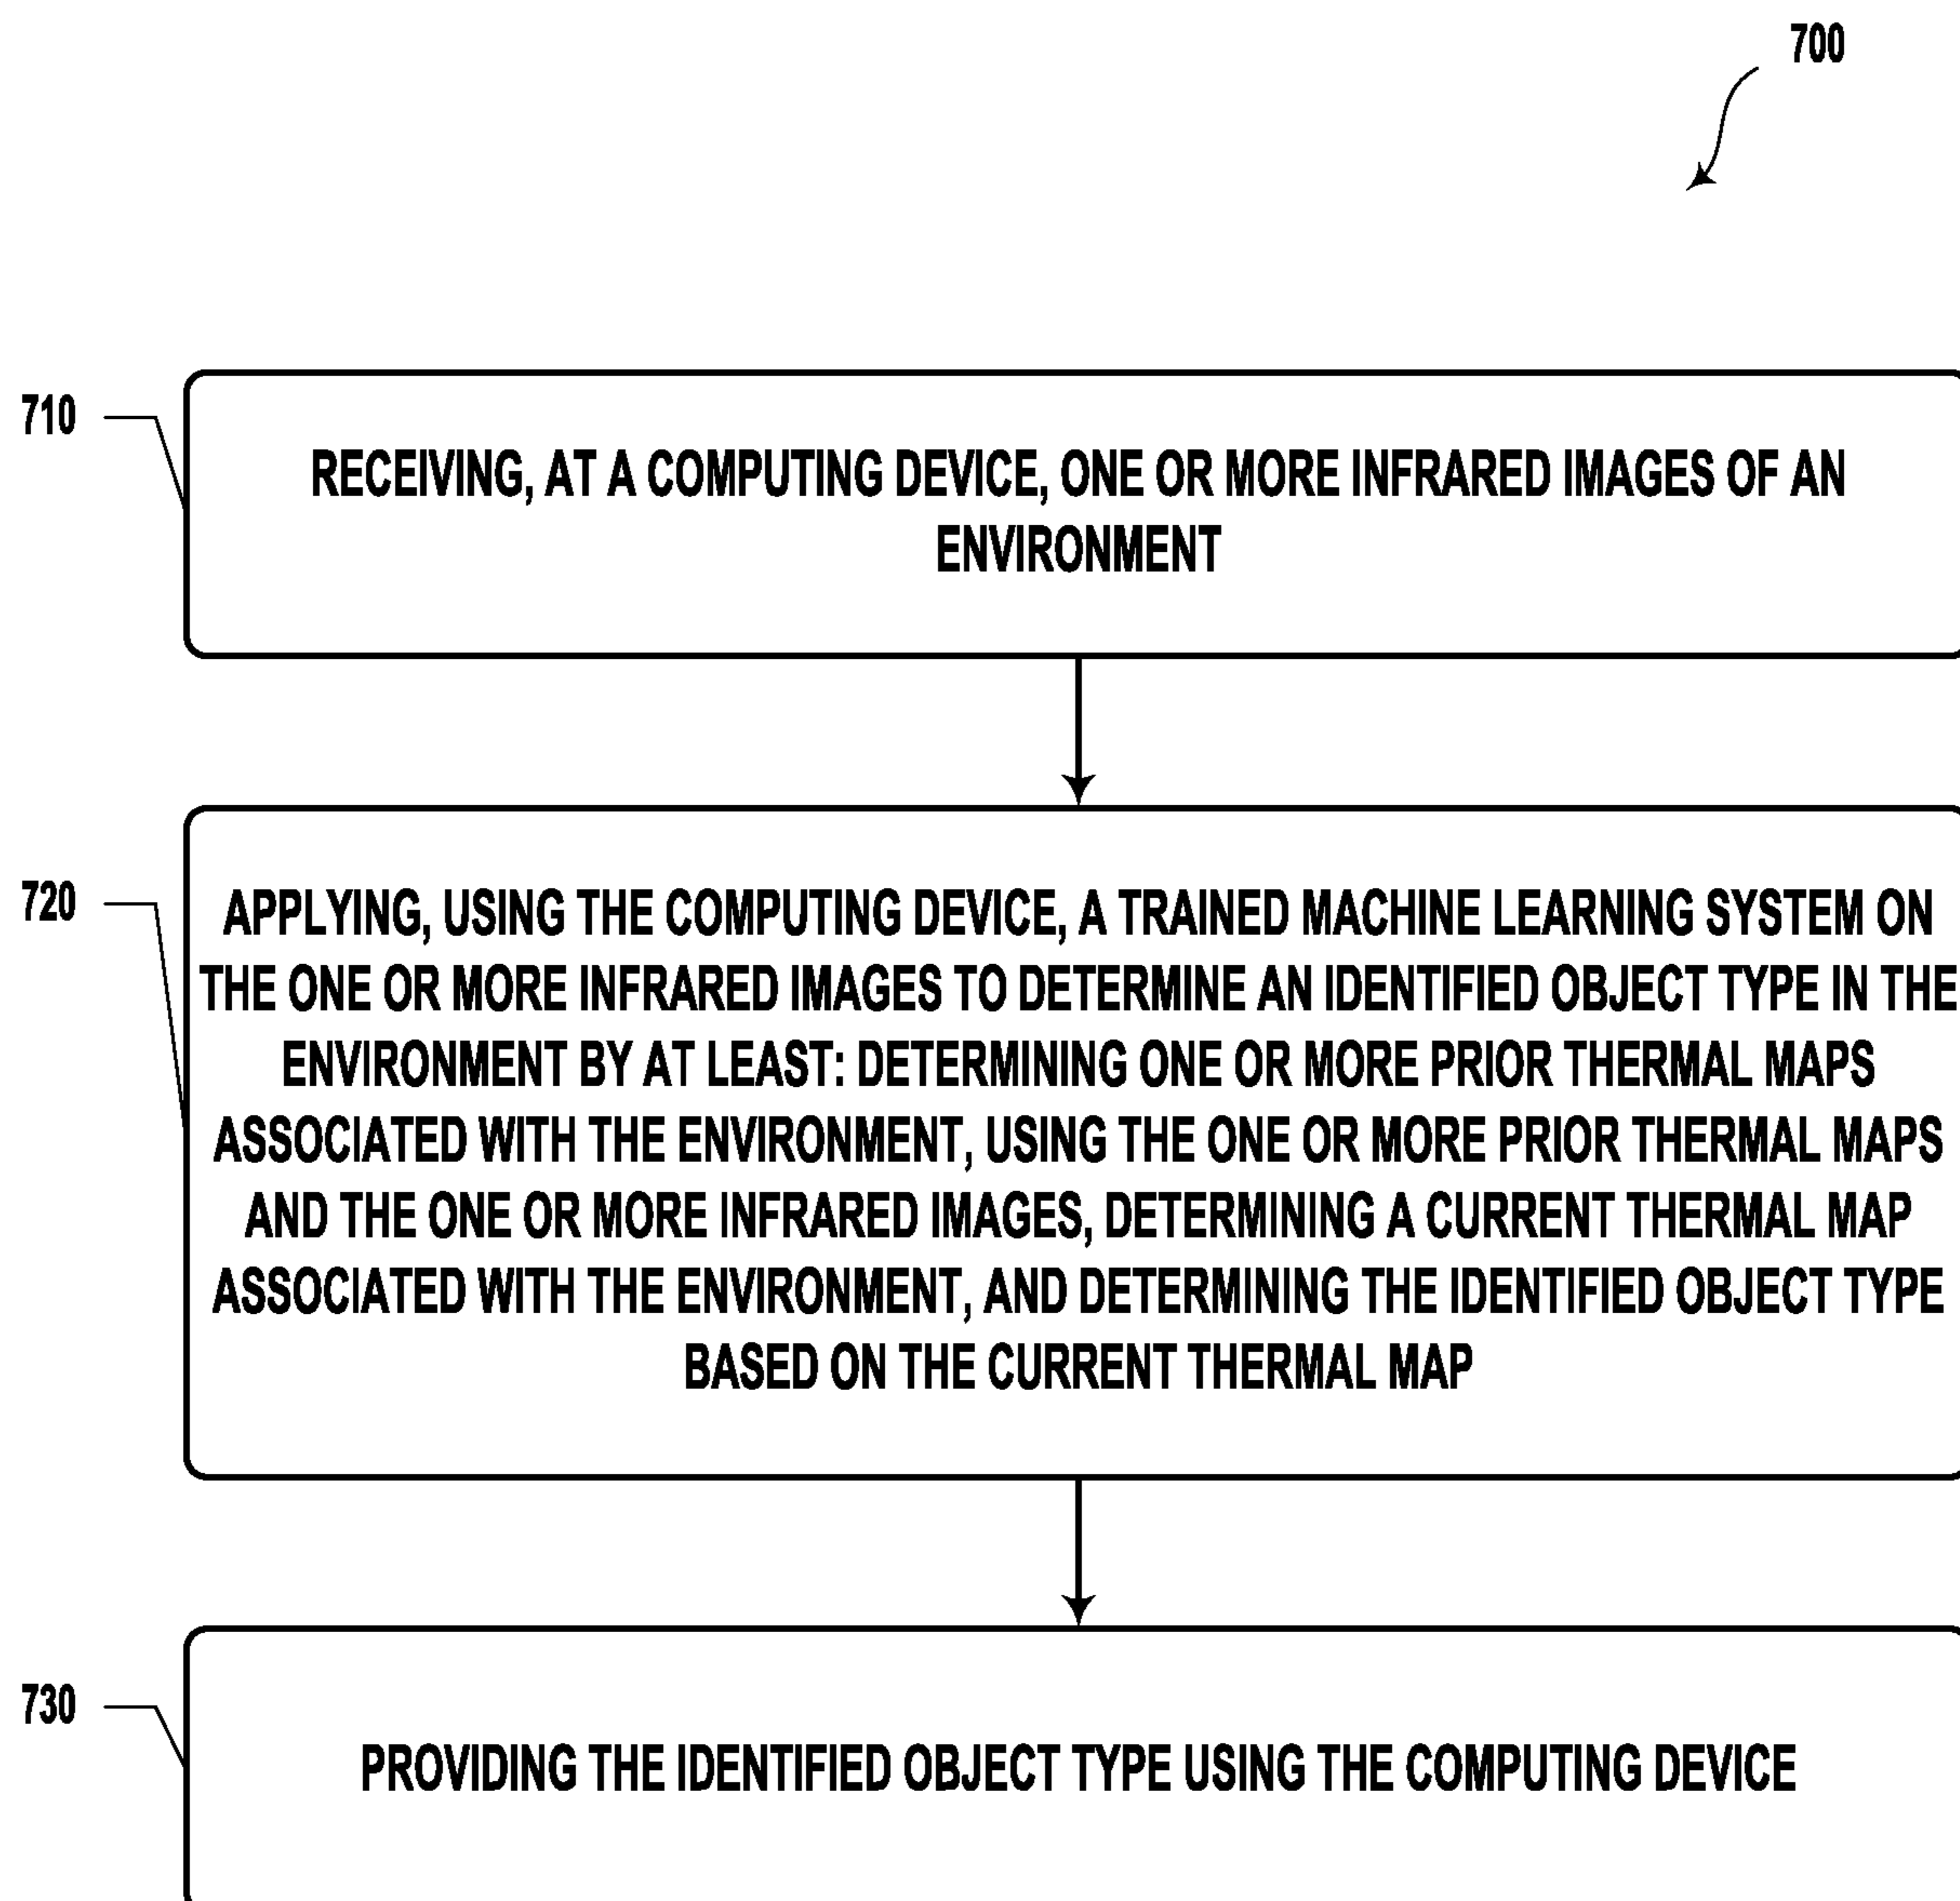 700
710
RECEIVING, AT A COMPUTING DEVICE, ONE OR MORE INFRARED IMAGES OF AN
ENVIRONMENT
720
APPLYING, USING THE COMPUTING DEVICE, A TRAINED MACHINE LEARNING SYSTEM ON
THE ONE OR MORE INFRARED IMAGES TO DETERMINE AN IDENTIFIED OBJECT TYPE IN THE
ENVIRONMENT BY AT LEAST: DETERMINING ONE OR MORE PRIOR THERMAL MAPS
ASSOCIATED WITH THE ENVIRONMENT, USING THE ONE OR MORE PRIOR THERMAL MAPS
AND THE ONE OR MORE INFRARED IMAGES, DETERMINING A CURRENT THERMAL MAP
ASSOCIATED WITH THE ENVIRONMENT, AND DETERMINING THE IDENTIFIED OBJECT TYPE
BASED ON THE CURRENT THERMAL MAP
730
PROVIDING THE IDENTIFIED OBJECT TYPE USING THE COMPUTING DEVICE